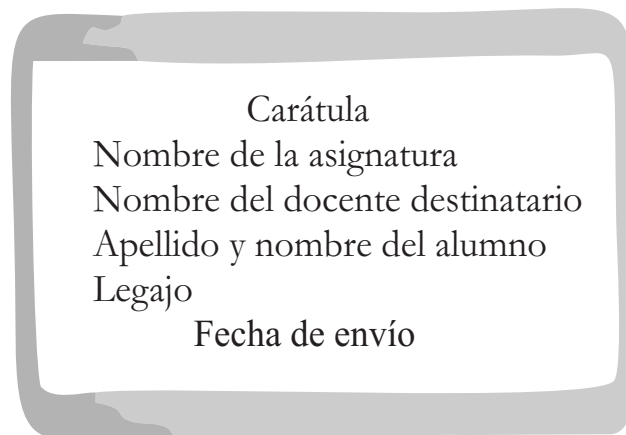 Carátula
Nombre de la asignatura
Nombre del docente destinatario
Apellido y nombre del alumno
Legajo
Fecha de envío